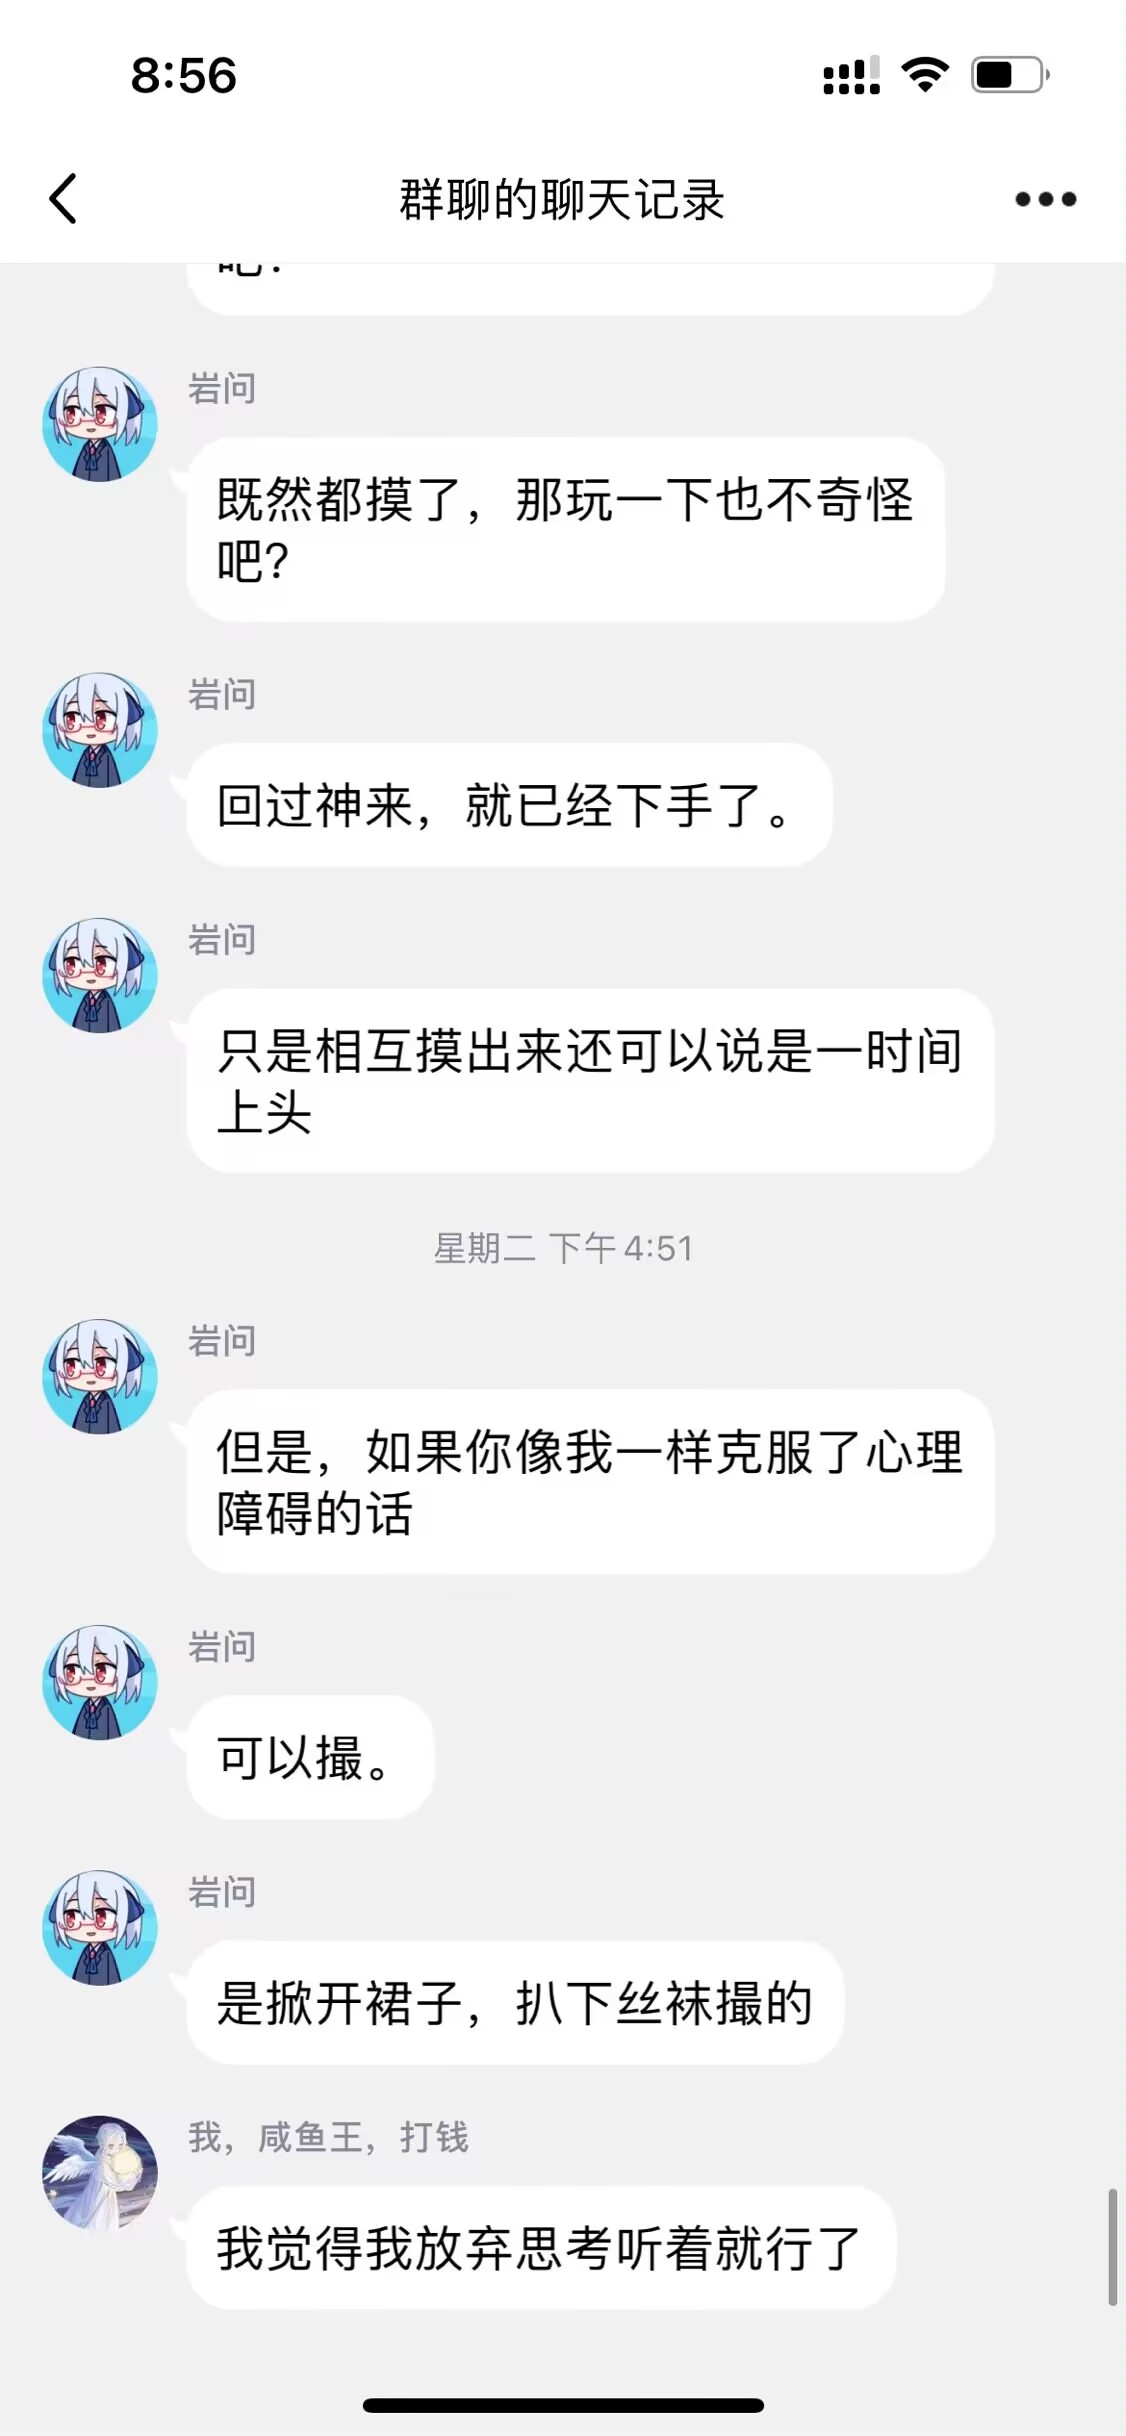 8:56
群聊的聊天记录
吧?
岩问
既然都摸了，那玩一下也不奇怪
吧？
岩问
回过神来，就已经下手了。
岩问
只是相互摸出来还可以说是一时间
上头
星期二 下午 4:51
岩问
但是，如果你像我一样克服了心理
障碍的话
岩问
可以撮。
岩问
是掀开裙子，扒下丝袜撮的
我，咸鱼王，打钱
我觉得我放弃思考听着就行了